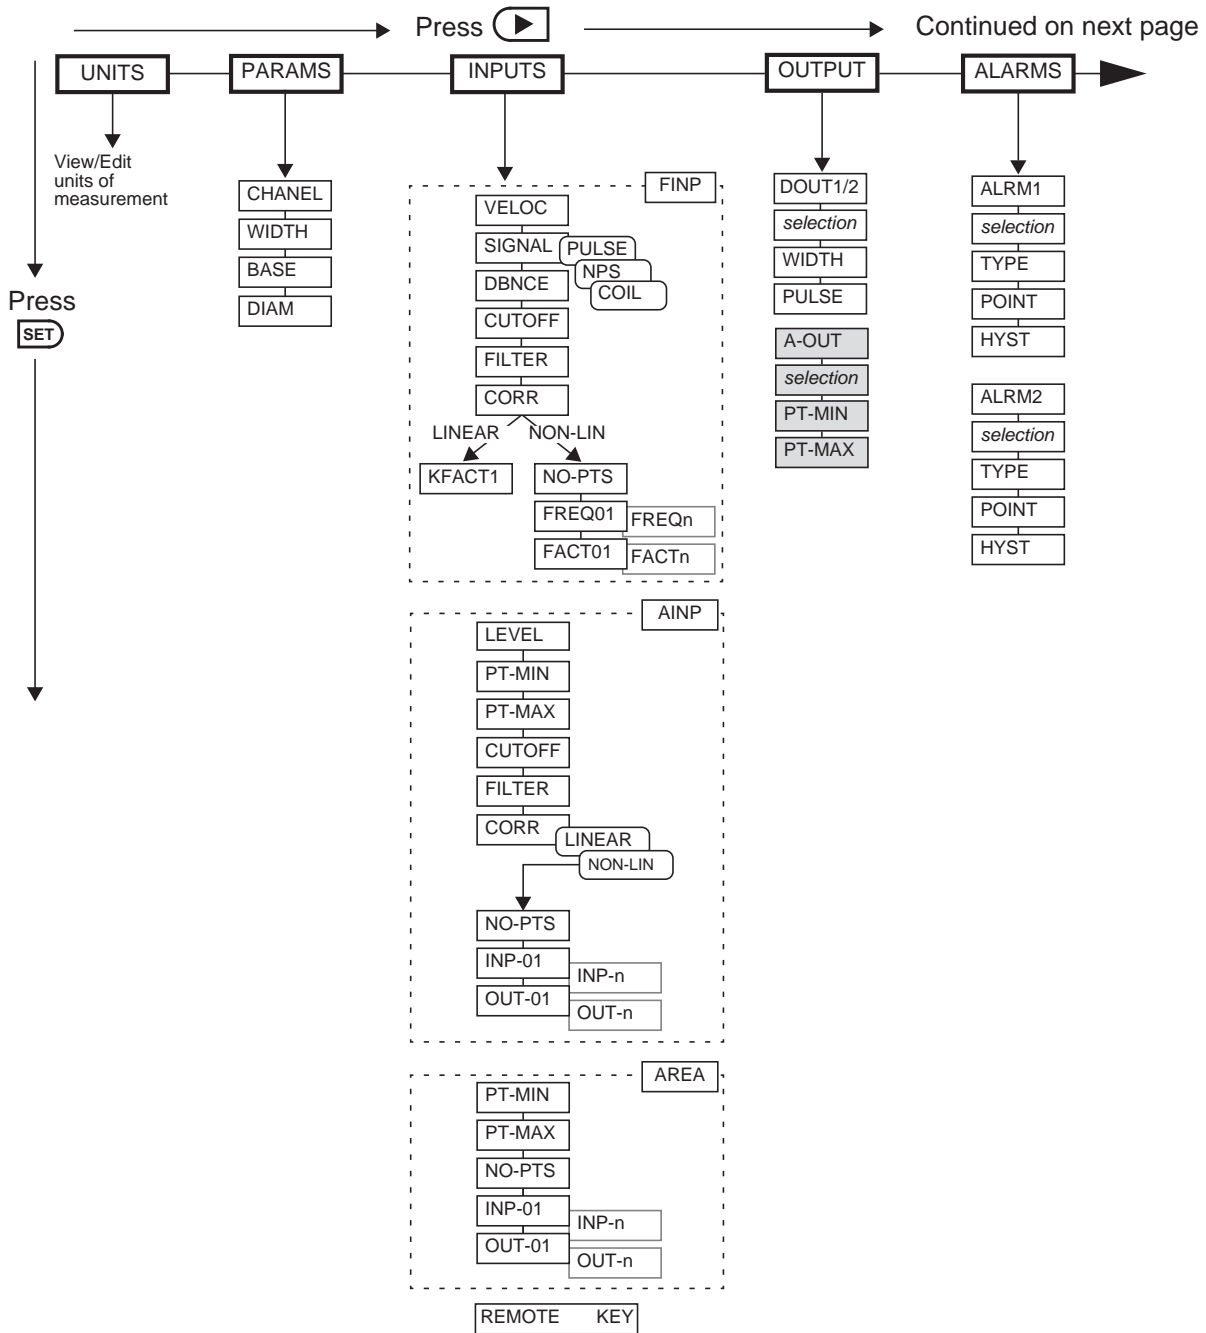 Press
Continued on next page
UNITS
PARAMS
INPUTS
OUTPUT
ALARMS
Press
SET
View/Edit
units of
measurement
CHANEL
WIDTH
BASE
DIAM
FINP
VELOC
SIGNAL
PULSE
NPS
COIL
DBNCE
CUTOFF
FILTER
CORR
LINEAR
NON-LIN
KFACT1
NO-PTS
FREQ01
FREQn
FACT01
FACTn
AINP
LEVEL
PT-MIN
PT-MAX
CUTOFF
FILTER
CORR
LINEAR
NON-LIN
NO-PTS
INP-01
INP-n
OUT-01
OUT-n
AREA
PT-MIN
PT-MAX
NO-PTS
INP-01
INP-n
OUT-01
OUT-n
REMOTE KEY
DOUT1/2
selection
WIDTH
PULSE
A-OUT
selection
PT-MIN
PT-MAX
ALRM1
selection
TYPE
POINT
HYST
ALRM2
selection
TYPE
POINT
HYST